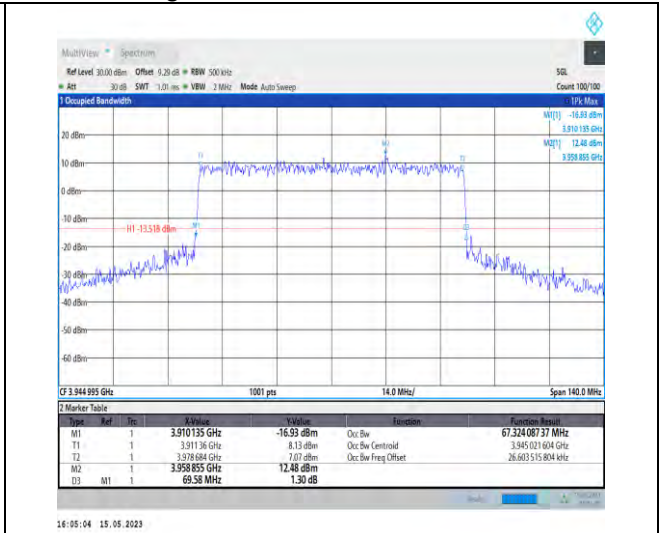 MultiView Spectrum
Ref Level 30.00 dBm Offset 9.29 dB RBW 500 kHz SGL
Att 30 dB SWT 1.01 ms VBW 2 MHz Mode Auto Sweep Count 100/100
1 Occupied Bandwidth 1Pk Max
M1[1] -16.93 dBm
3.910 135 GHz
M2[1] 12.48 dBm
3.958 855 GHz
20 dBm
M2
T1 T2
10 dBm
0 dBm
-10 dBm
H1 -13.518 dBm M1 D3
-20 dBm
-30 dBm
-40 dBm
-50 dBm
-60 dBm
CF 3.944 995 GHz 1001 pts 14.0 MHz/ Span 140.0 MHz
2 Marker Table
Type Ref Trc X-Value Y-Value Function Function Result
M1 1 3.910 135 GHz -16.93 dBm Occ Bw 67.324 087 37 MHz
T1 1 3.911 36 GHz 8.13 dBm Occ Bw Centroid 3.945 021 604 GHz
T2 1 3.978 684 GHz 7.07 dBm Occ Bw Freq Offset 26.603 515 804 kHz
M2 1 3.958 855 GHz 12.48 dBm
D3 M1 1 69.58 MHz 1.30 dB
16:05:04 15.05.2023